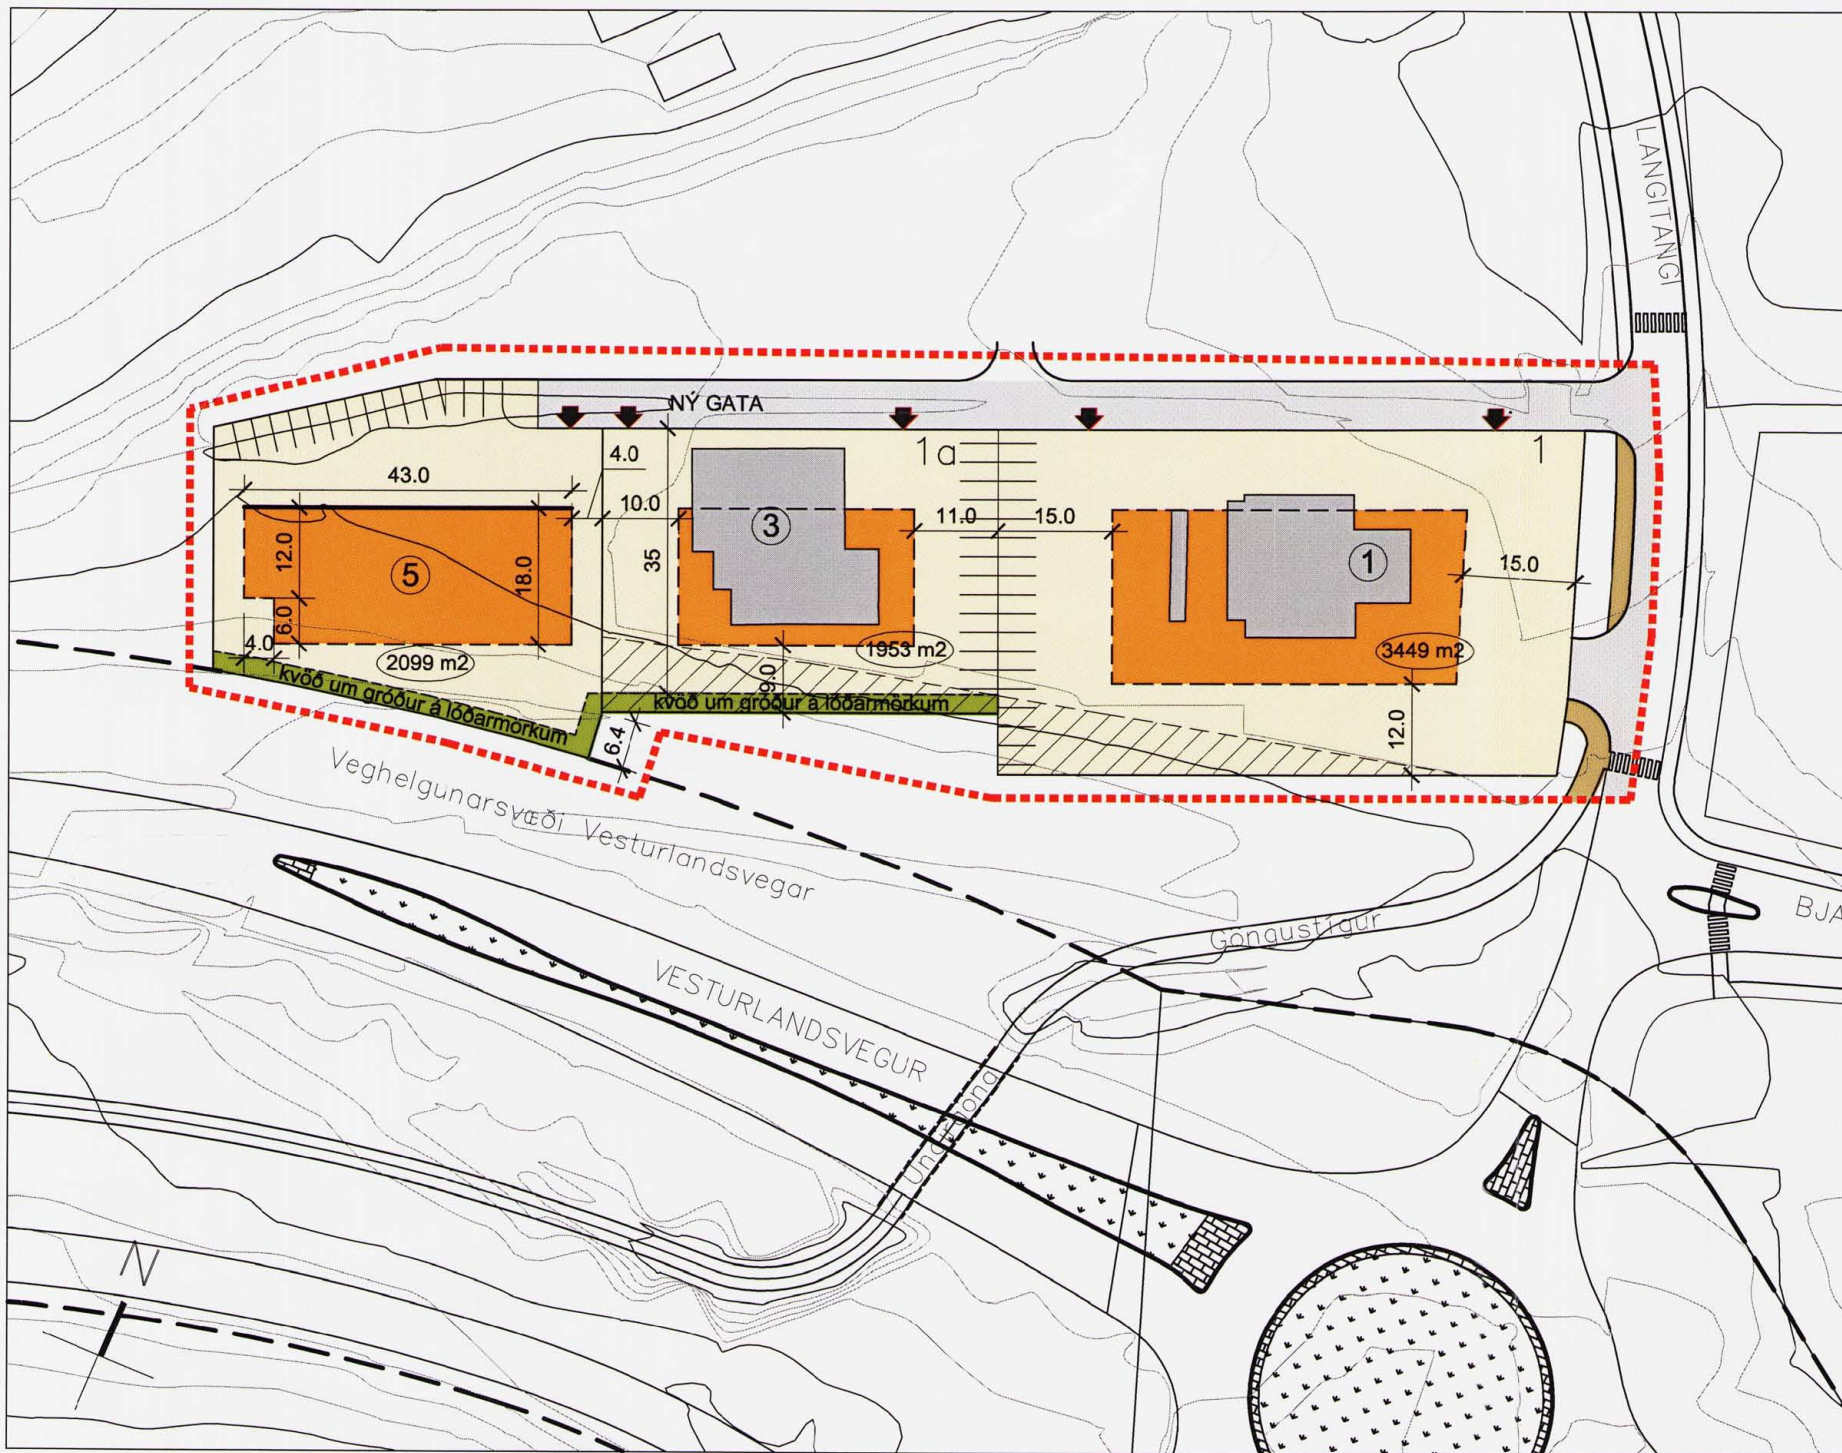 LANGITANGI
NÝ GATA
4.0
1a
1
43.0
10.0
3
11.0
15.0
12.0
5
18.0
35
1
15.0
6.0
4.0
2099 m2
1953 m2
3449 m2
9.0
kvöð um gróður á lóðarmörkum
kvöð um gróður á lóðarmörkum
6.4
12.0
Veghelgunarsvæði Vesturlandsvegar
Göngustígur
BJA
VESTURLANDSVEGUR
Undirgöng
N